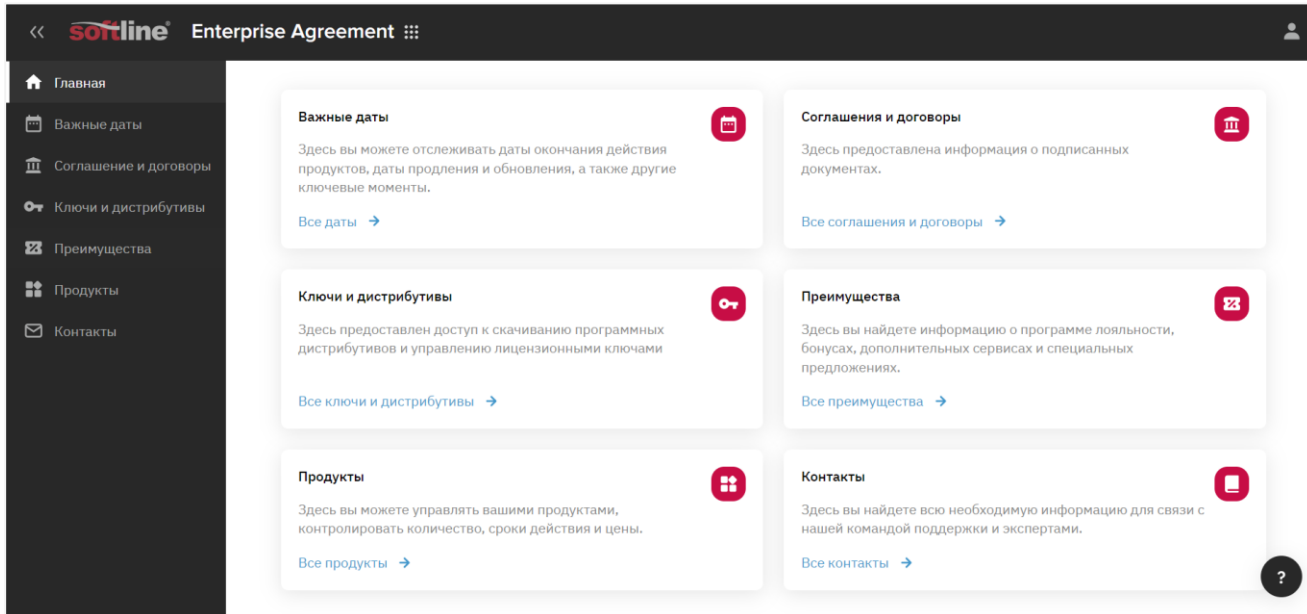 softline® Enterprise Agreement
Главная
Важные даты
Соглашение и договоры
Ключи и дистрибутивы
Преимущества
Продукты
Контакты
Важные даты
Здесь вы можете отслеживать даты окончания действия
продуктов, даты продления и обновления, а также другие
ключевые моменты.
Все даты →
Соглашения и договоры
Здесь предоставлена информация о подписанных
документах.
Все соглашения и договоры →
Ключи и дистрибутивы
Здесь предоставлен доступ к скачиванию программных
дистрибутивов и управлению лицензионными ключами
Все ключи и дистрибутивы →
Преимущества
Здесь вы найдете информацию о программе лояльности,
бонусах, дополнительных сервисах и специальных
предложениях.
Все преимущества →
Продукты
Здесь вы можете управлять вашими продуктами,
контролировать количество, сроки действия и цены.
Все продукты →
Контакты
Здесь вы найдете всю необходимую информацию для связи с
нашей командой поддержки и экспертами.
Все контакты →
?